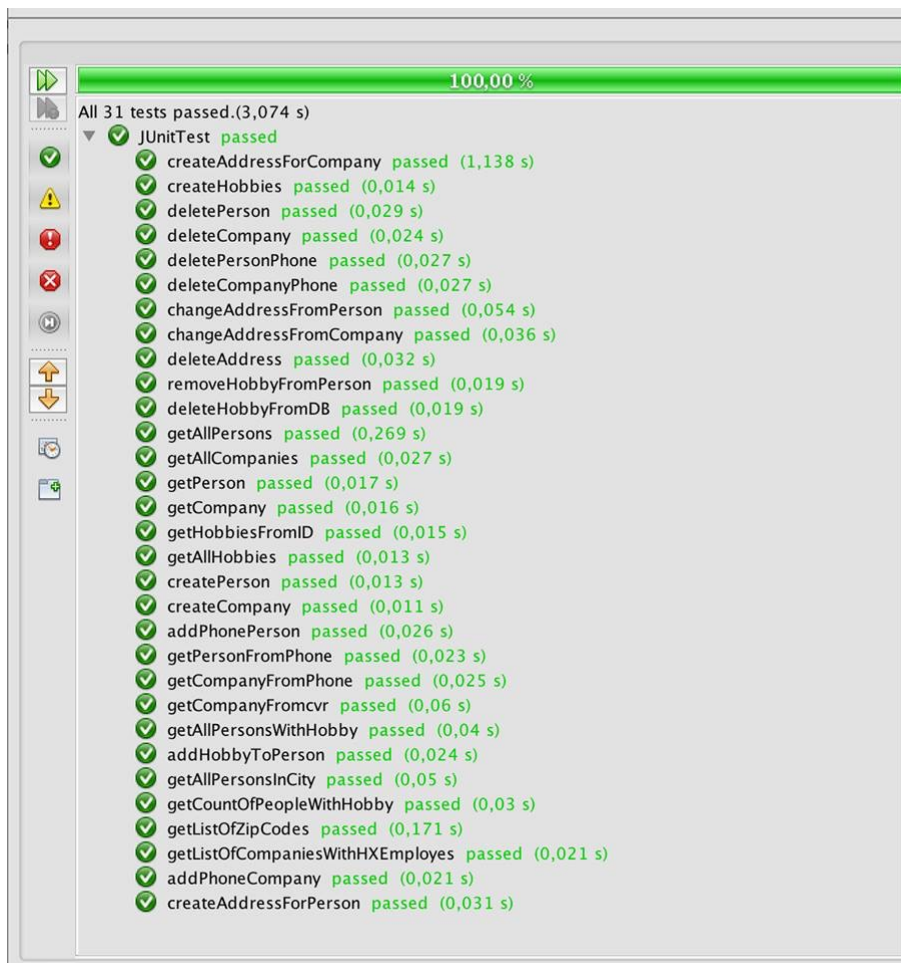 100,00 %
All 31 tests passed.(3,074 s)
JUnitTest passed
createAddressForCompany passed (1,138 s)
createHobbies passed (0,014 s)
deletePerson passed (0,029 s)
deleteCompany passed (0,024 s)
deletePersonPhone passed (0,027 s)
deleteCompanyPhone passed (0,027 s)
changeAddressFromPerson passed (0,054 s)
changeAddressFromCompany passed (0,036 s)
deleteAddress passed (0,032 s)
removeHobbyFromPerson passed (0,019 s)
deleteHobbyFromDB passed (0,019 s)
getAllPersons passed (0,269 s)
getAllCompanies passed (0,027 s)
getPerson passed (0,017 s)
getCompany passed (0,016 s)
getHobbiesFromID passed (0,015 s)
getAllHobbies passed (0,013 s)
createPerson passed (0,013 s)
createCompany passed (0,011 s)
addPhonePerson passed (0,026 s)
getPersonFromPhone passed (0,023 s)
getCompanyFromPhone passed (0,025 s)
getCompanyFromcvr passed (0,06 s)
getAllPersonsWithHobby passed (0,04 s)
addHobbyToPerson passed (0,024 s)
getAllPersonsInCity passed (0,05 s)
getCountOfPeopleWithHobby passed (0,03 s)
getListOfZipCodes passed (0,171 s)
getListOfCompaniesWithHXEmployes passed (0,021 s)
addPhoneCompany passed (0,021 s)
createAddressForPerson passed (0,031 s)